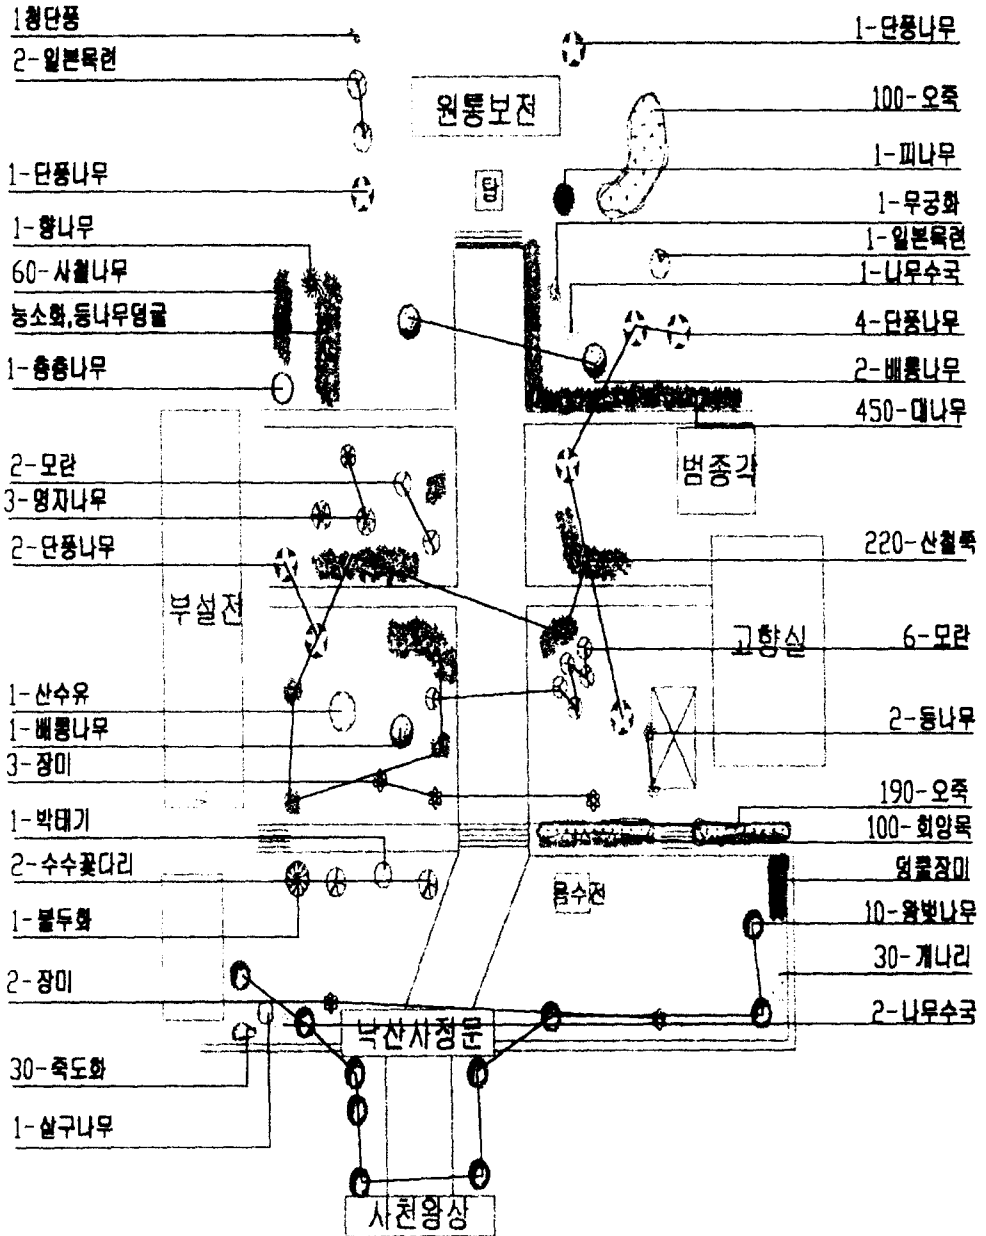 1청단풍
2-일본목련
1-단풍나무
1-향나무
60-사철나무
능소화,등나무덩굴
1-층층나무
2-모란
3-명자나무
2-단풍나무
1-산수유
1-배롱나무
3-장미
1-박태기
2-수수꽃다리
1-불두화
2-장미
30-죽도화
1-살구나무
원통보전
탑
부설전
범종각
고향실
음수전
낙산사정문
사천왕상
1-단풍나무
100-오죽
1-피나무
1-무궁화
1-일본목련
1-나무수국
4-단풍나무
2-배롱나무
450-대나무
220-산철쭉
6-모란
2-등나무
190-오죽
100-회양목
덩쿨장미
10-왕벚나무
30-개나리
2-나무수국